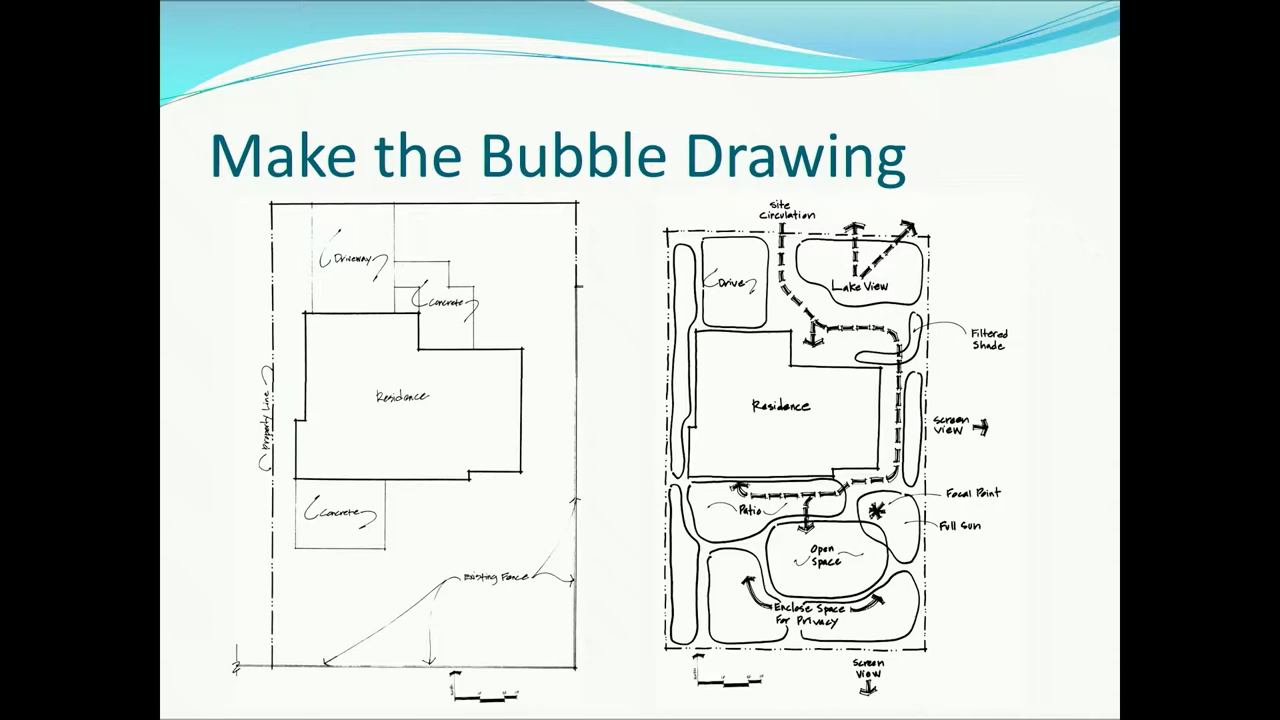 Make the Bubble Drawing
Driveway
Concrete
Property Line
Residence
Concrete
Existing Fence
Site
Circulation
Drive
Lake View
Filtered
Shade
Residence
Screen
View
Patio
Focal Point
Full Sun
Open
Space
Enclose Space
For Privacy
Screen
View